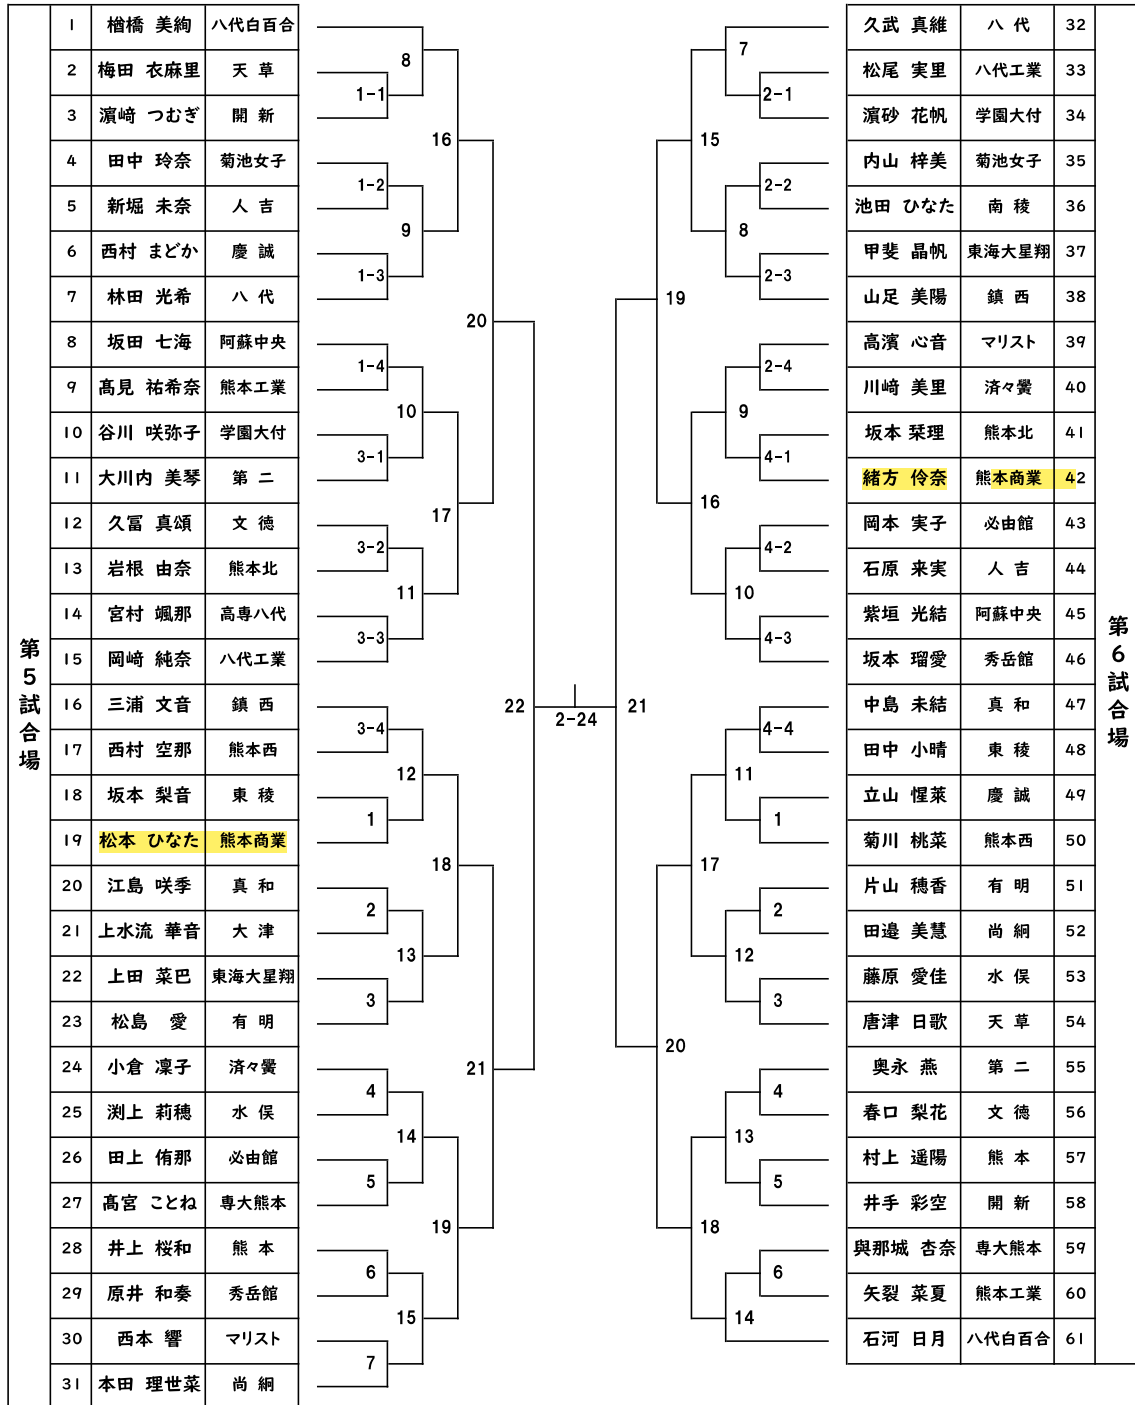 第5試合場
1 楢橋 美絢 八代白百合
2 梅田 衣麻里 天草
3 濵﨑 つむぎ 開新
4 田中 玲奈 菊池女子
5 新堀 未奈 人吉
6 西村 まどか 慶誠
7 林田 光希 八代
8 坂田 七海 阿蘇中央
9 髙見 祐希奈 熊本工業
10 谷川 咲弥子 学園大付
11 大川内 美琴 第二
12 久冨 真頌 文徳
13 岩根 由奈 熊本北
14 宮村 颯那 高専八代
15 岡﨑 純奈 八代工業
16 三浦 文音 鎮西
17 西村 空那 熊本西
18 坂本 梨音 東稜
19 松本 ひなた 熊本商業
20 江島 咲季 真和
21 上水流 華音 大津
22 上田 菜巴 東海大星翔
23 松島 愛 有明
24 小倉 凜子 済々黌
25 渕上 莉穂 水俣
26 田上 侑那 必由館
27 髙宮 ことね 専大熊本
28 井上 桜和 熊本
29 原井 和奏 秀岳館
30 西本 響 マリスト
31 本田 理世菜 尚絅
1-1
1-2
1-3
1-4
3-1
3-2
3-3
3-4
1
2
3
4
5
6
7
8
9
10
11
12
13
14
15
16
17
18
19
20
21
22
2-24
21
19
20
15
16
17
18
7
8
9
10
11
12
13
14
2-1
2-2
2-3
2-4
4-1
4-2
4-3
4-4
1
2
3
4
5
6
久武 真維 八代 32
松尾 実里 八代工業 33
濵砂 花帆 学園大付 34
内山 梓美 菊池女子 35
池田 ひなた 南稜 36
甲斐 晶帆 東海大星翔 37
山足 美陽 鎮西 38
高濱 心音 マリスト 39
川﨑 美里 済々黌 40
坂本 栞理 熊本北 41
緒方 伶奈 熊本商業 42
岡本 実子 必由館 43
石原 来実 人吉 44
紫垣 光結 阿蘇中央 45
坂本 瑠愛 秀岳館 46
中島 未結 真和 47
田中 小晴 東稜 48
立山 惺萊 慶誠 49
菊川 桃菜 熊本西 50
片山 穂香 有明 51
田邉 美慧 尚絅 52
藤原 愛佳 水俣 53
唐津 日歌 天草 54
奥永 燕 第二 55
春口 梨花 文徳 56
村上 遥陽 熊本 57
井手 彩空 開新 58
與那城 杏奈 専大熊本 59
矢裂 菜夏 熊本工業 60
石河 日月 八代白百合 61
第6試合場